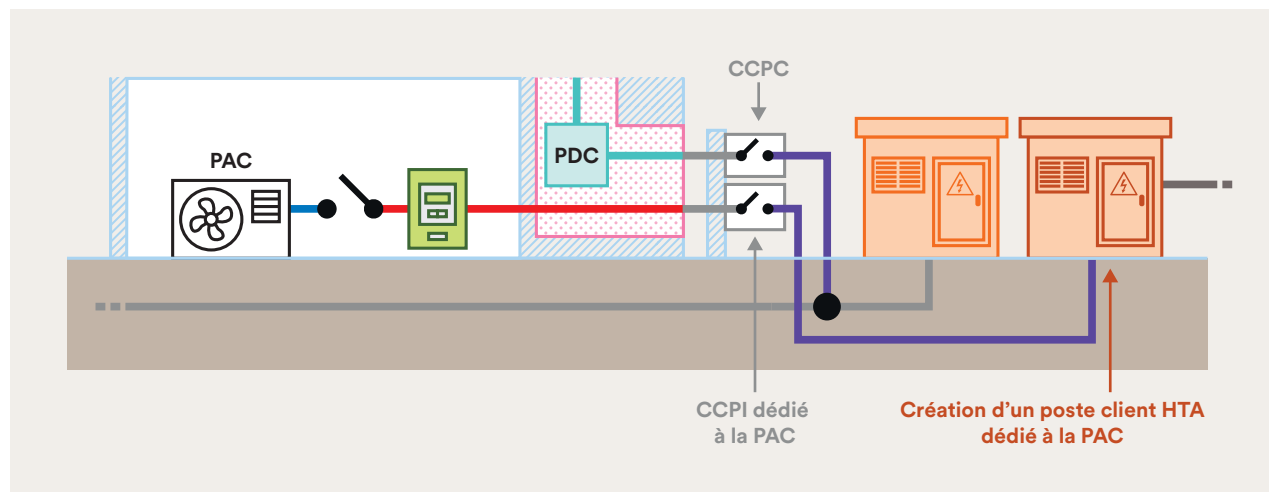 CCPC
PAC
PDC
CCPI dédié
à la PAC
Création d’un poste client HTA
dédié à la PAC